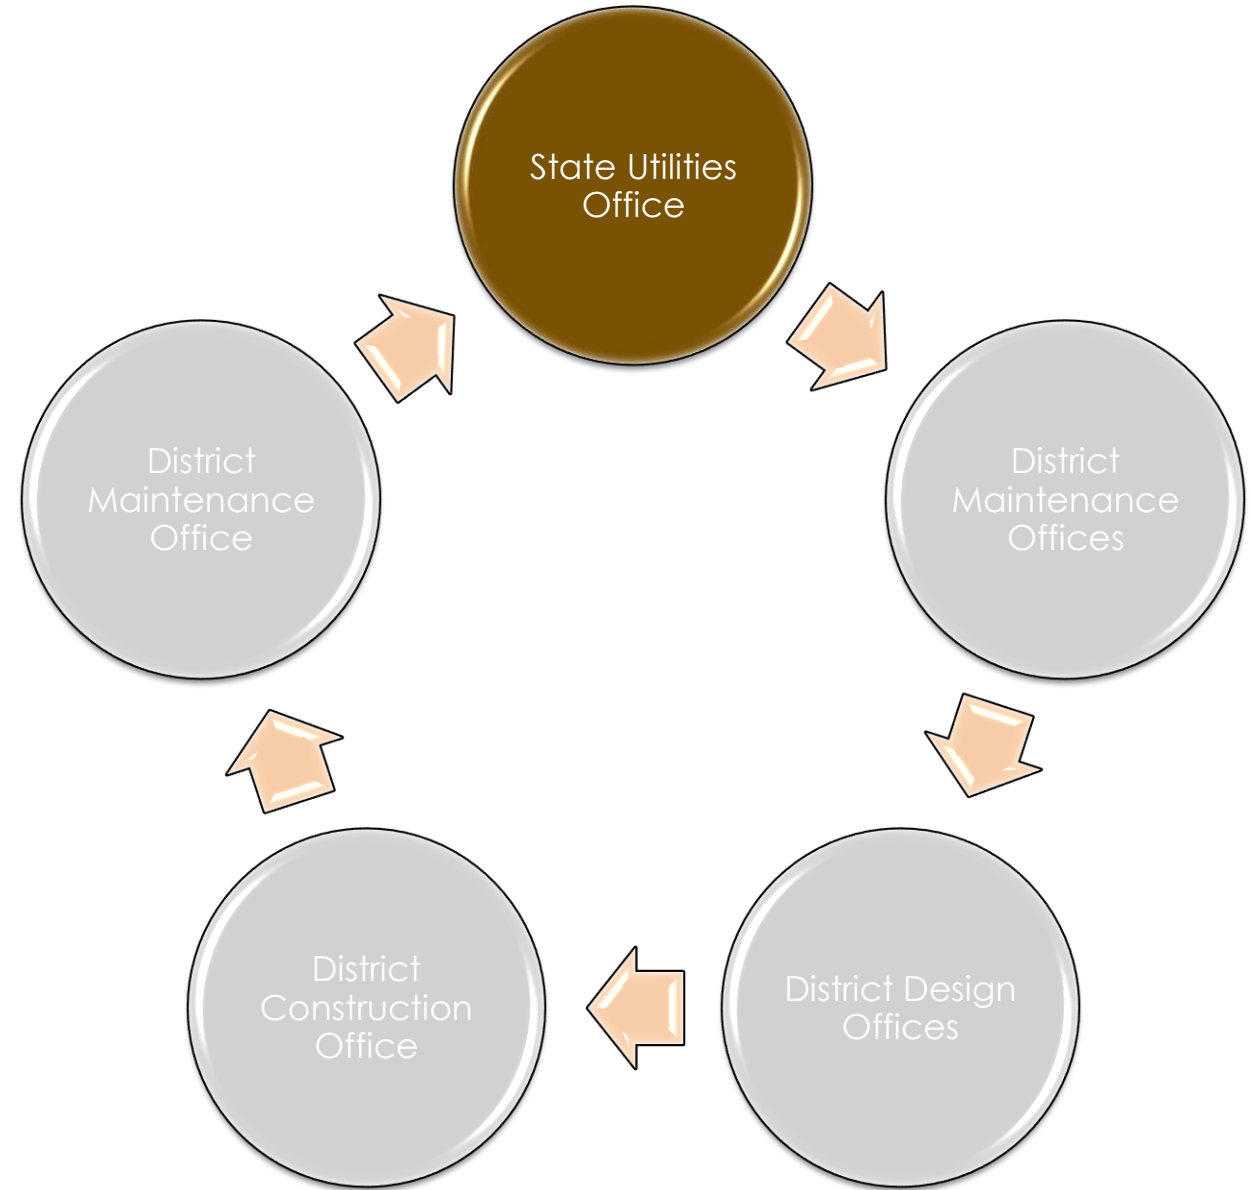 State Utilities
Office
District
Maintenance
Office
District
Maintenance
Offices
District
Construction
Office
District Design
Offices